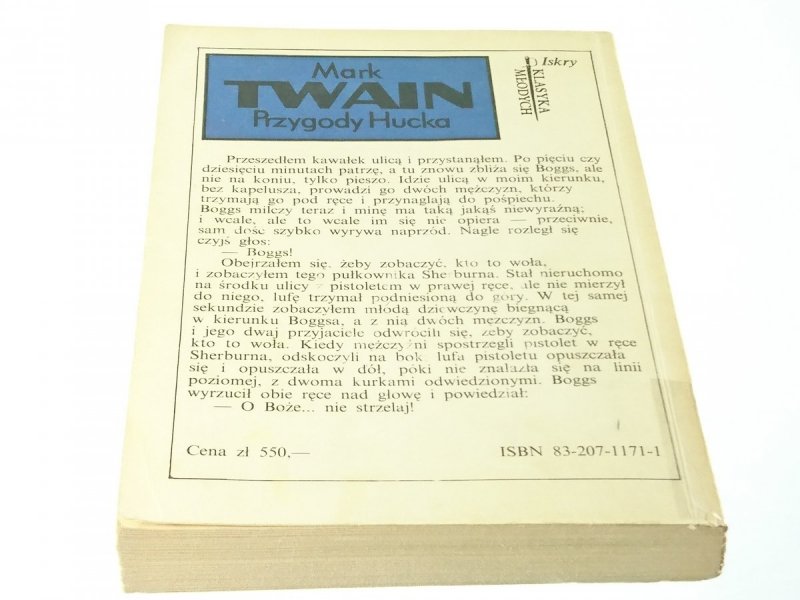 Mark
TWAIN
Przygody Hucka
Iskry
KLASYKA
MŁODYCH
Przeszedłem kawałek ulicą i przystanąłem. Po pięciu czy
dziesięciu minutach patrzę, a tu znowu zbliża się Boggs, ale
nie na koniu, tylko pieszo. Idzie ulicą w moim kierunku,
bez kapelusza, prowadzi go dwóch mężczyzn, którzy
trzymają go pod ręce i przynaglają do pośpiechu.
Boggs milczy teraz i minę ma taką jakąś niewyraźną;
i wcale, ale to wcale im się nie opiera — przeciwnie,
sam dość szybko wyrywa naprzód. Nagle rozległ się
czyjś głos:
— Boggs!
Obejrzałem się, żeby zobaczyć, kto to woła,
i zobaczyłem tego pułkownika Sherburna. Stał nieruchomo
na środku ulicy z pistoletem w prawej ręce, ale nie mierzył
do niego, lufę trzymał podniesioną do góry. W tej samej
sekundzie zobaczyłem młodą dziewczynę biegnącą
w kierunku Boggsa, a z nią dwóch mężczyzn. Boggs
i jego dwaj przyjaciele odwrócili się, żeby zobaczyć,
kto to woła. Kiedy mężczyźni spostrzegli pistolet w ręce
Sherburna, odskoczyli na bok, lufa pistoletu opuszczała
się i opuszczała w dół, póki nie znalazła się na linii
poziomej, z dwoma kurkami odwiedzionymi. Boggs
wyrzucił obie ręce nad głowę i powiedział:
— O Boże... nie strzelaj!
Cena zł 550,—
ISBN 83-207-1171-1